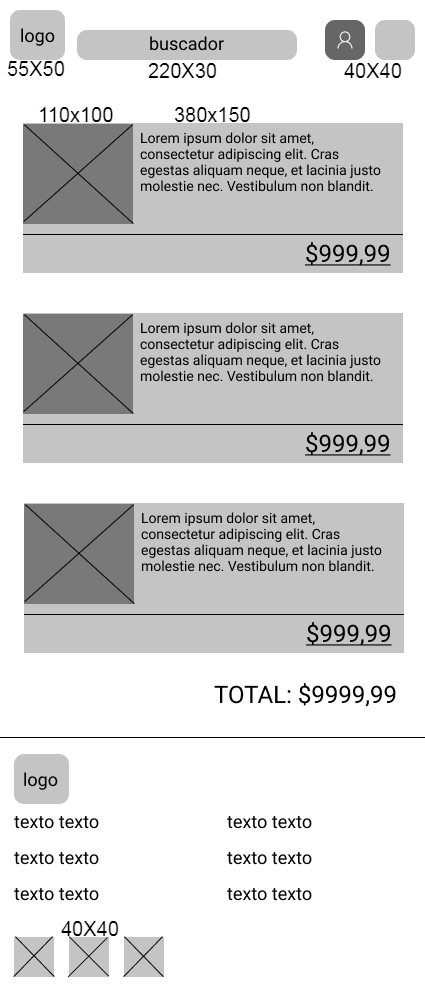 logo
buscador
55X50
220X30
40X40
110x100
380x150
Lorem ipsum dolor sit amet,
consectetur adipiscing elit. Cras
egestas aliquam neque, et lacinia justo
molestie nec. Vestibulum non blandit.
$999,99
Lorem ipsum dolor sit amet,
consectetur adipiscing elit. Cras
egestas aliquam neque, et lacinia justo
molestie nec. Vestibulum non blandit.
$999,99
Lorem ipsum dolor sit amet,
consectetur adipiscing elit. Cras
egestas aliquam neque, et lacinia justo
molestie nec. Vestibulum non blandit.
$999,99
TOTAL: $9999,99
logo
texto texto
texto texto
texto texto
texto texto
texto texto
texto texto
40X40